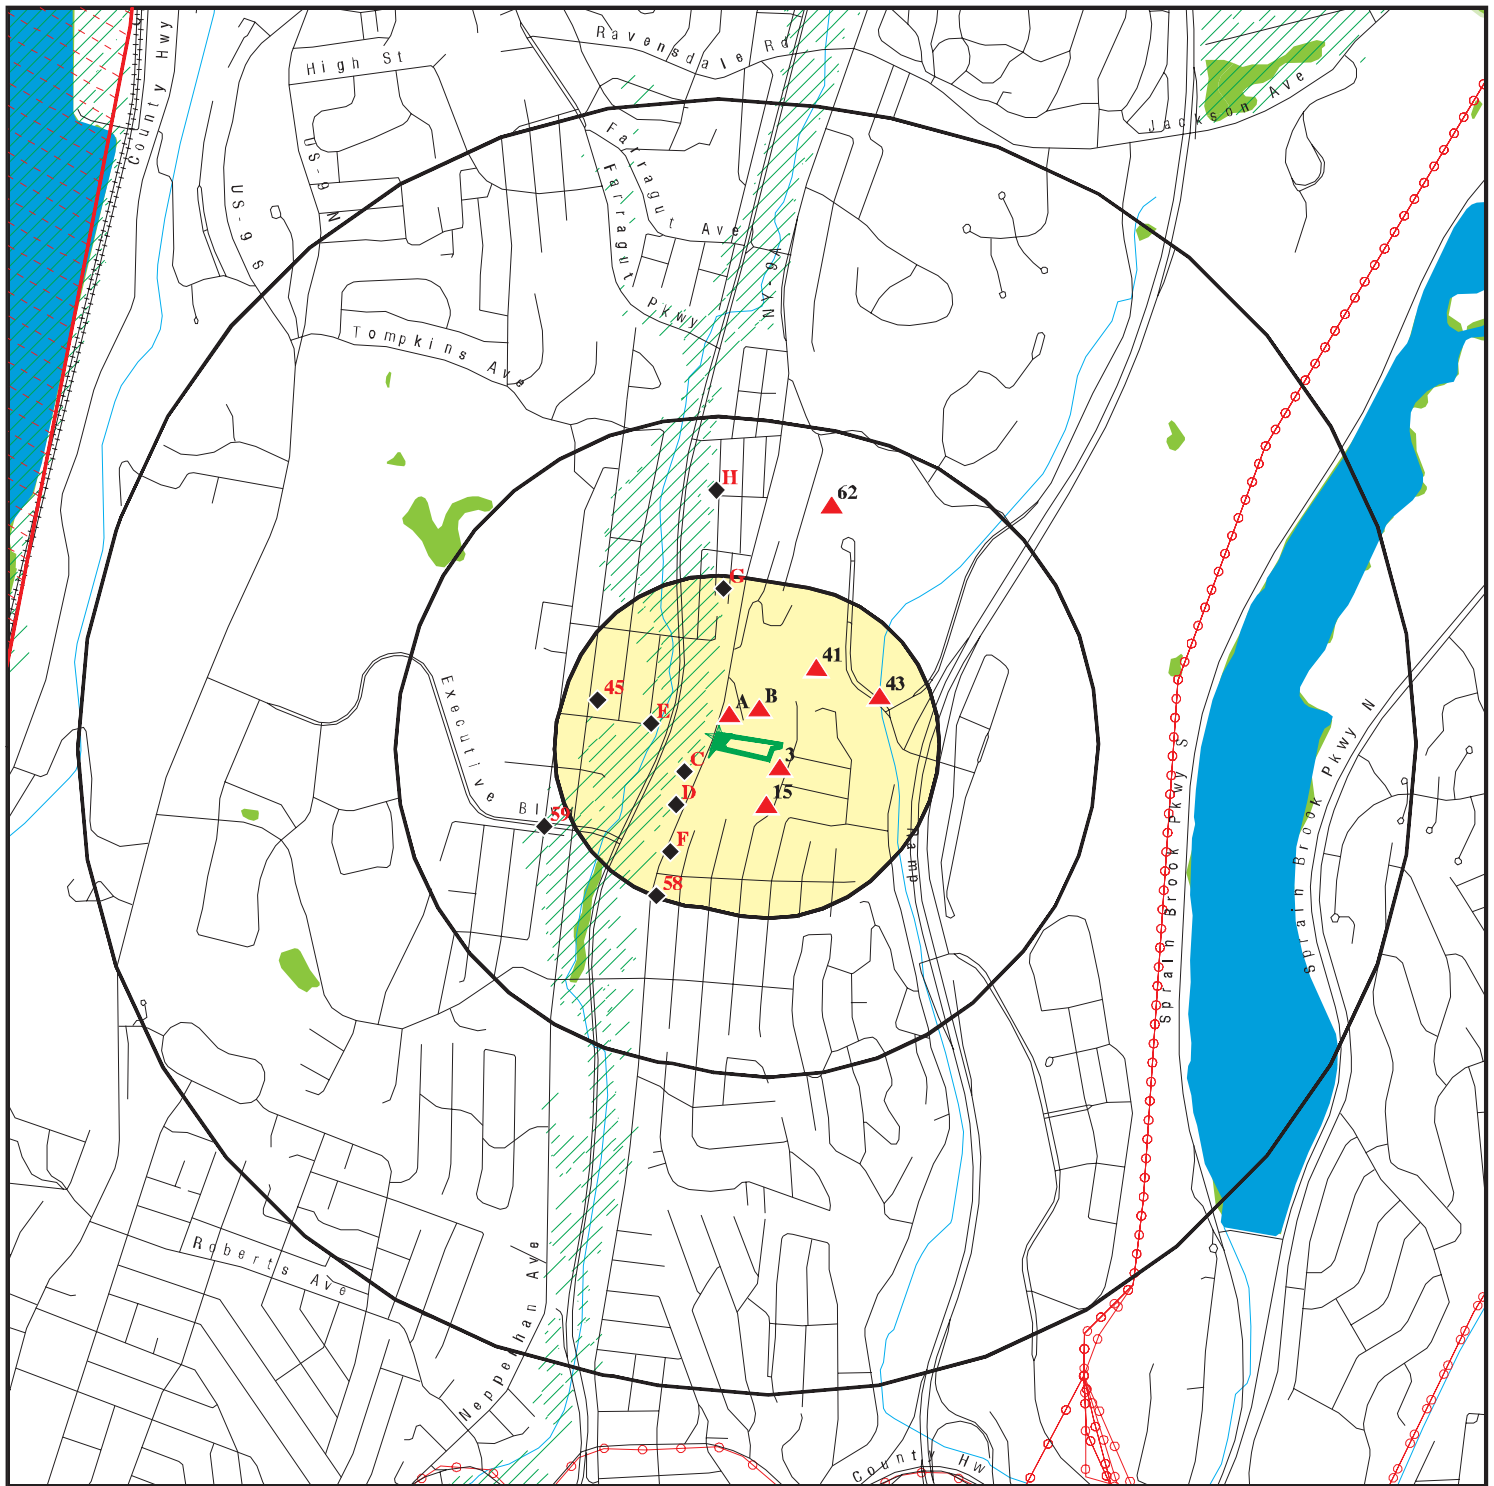 Ravensdale Rd
High St
County Hwy
Jackson Ave
US-9 N
US-9 S
Farragut Ave
Farragut Pkwy
NY-9A
Tompkins Ave
H
62
G
41
45
43
A
B
E
3
C
15
D
59
F
58
Executive Bl
Ramp
Sprain Brook Pkwy S
Sprain Brook Pkwy N
Roberts Ave
Nepperhan Ave
County Hw